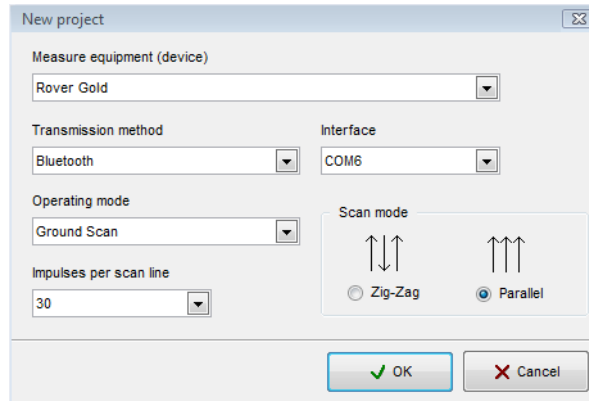 New project
Measure equipment (device)
Rover Gold
Transmission method
Interface
Bluetooth
COM6
Operating mode
Ground Scan
Scan mode
Impulses per scan line
Zig-Zag
Parallel
30
OK
Cancel